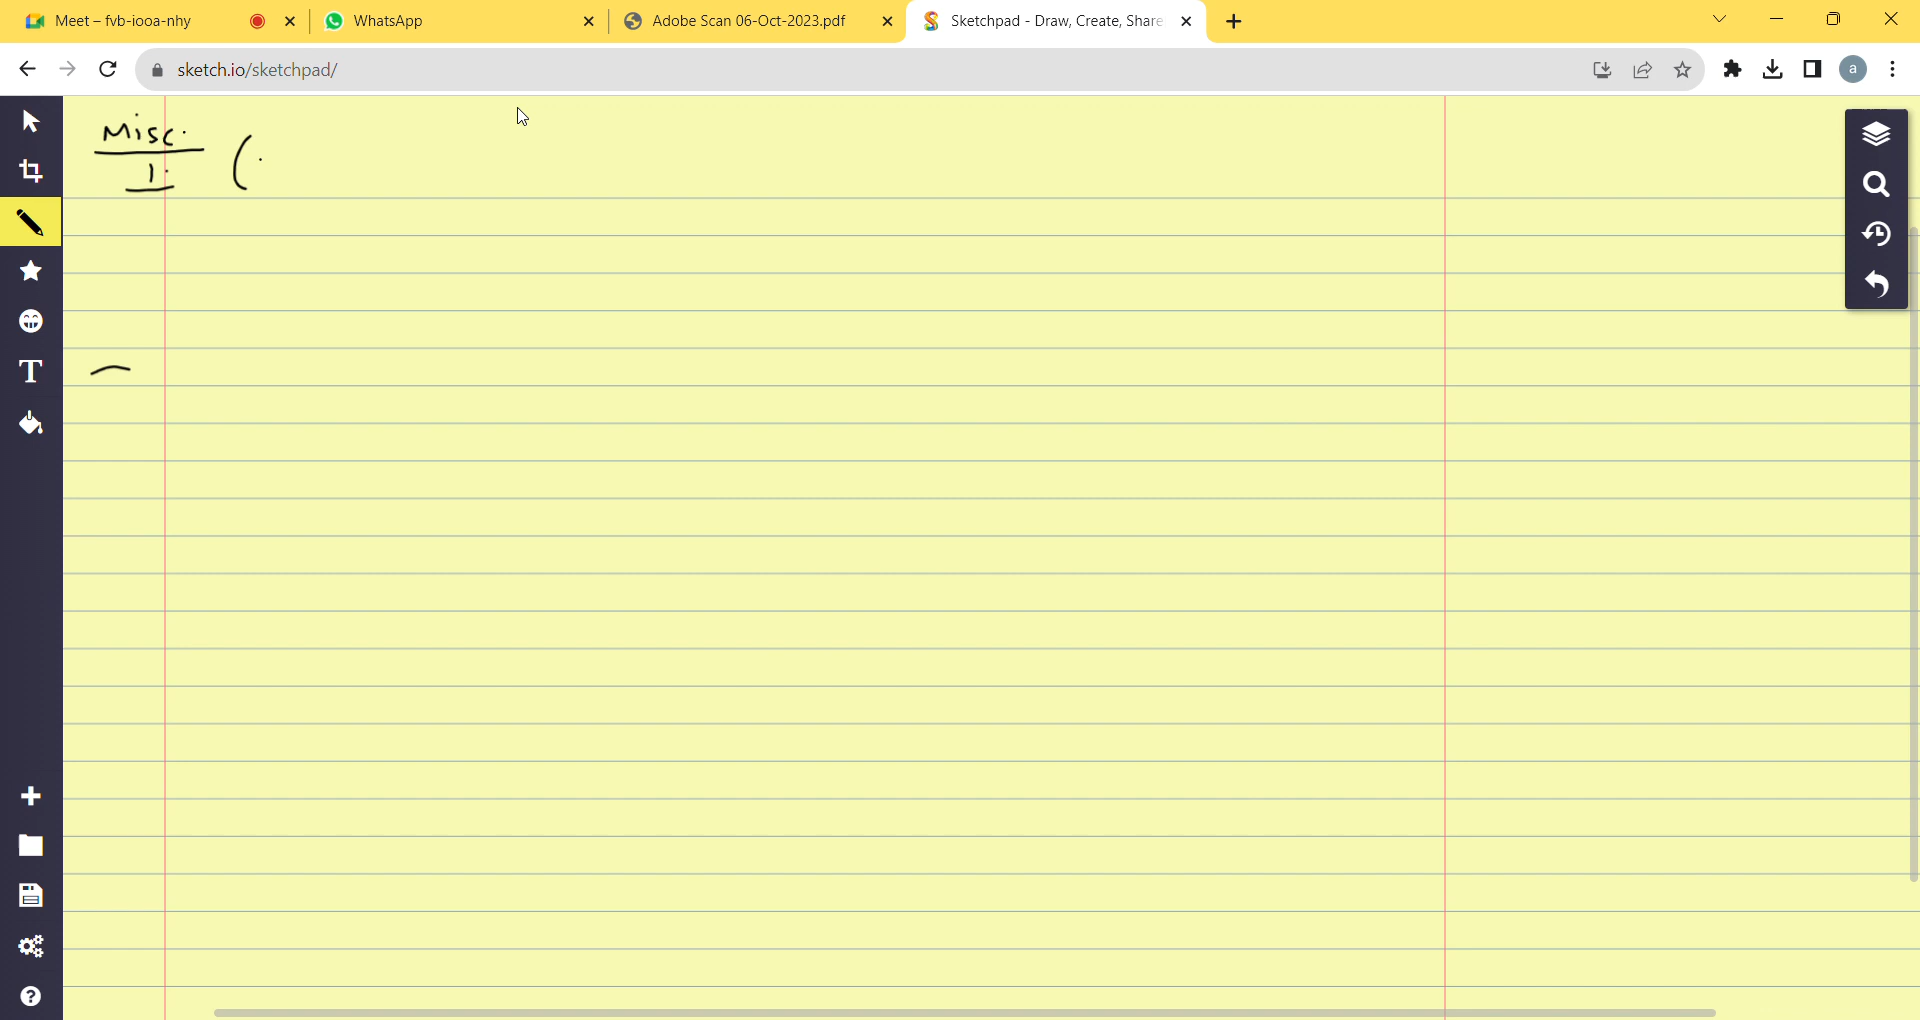 Meet – fvb-iooa-nhy
WhatsApp
Adobe Scan 06-Oct-2023.pdf
Sketchpad - Draw, Create, Share
sketch.io/sketchpad/
a
Misc.
1. (
T
?